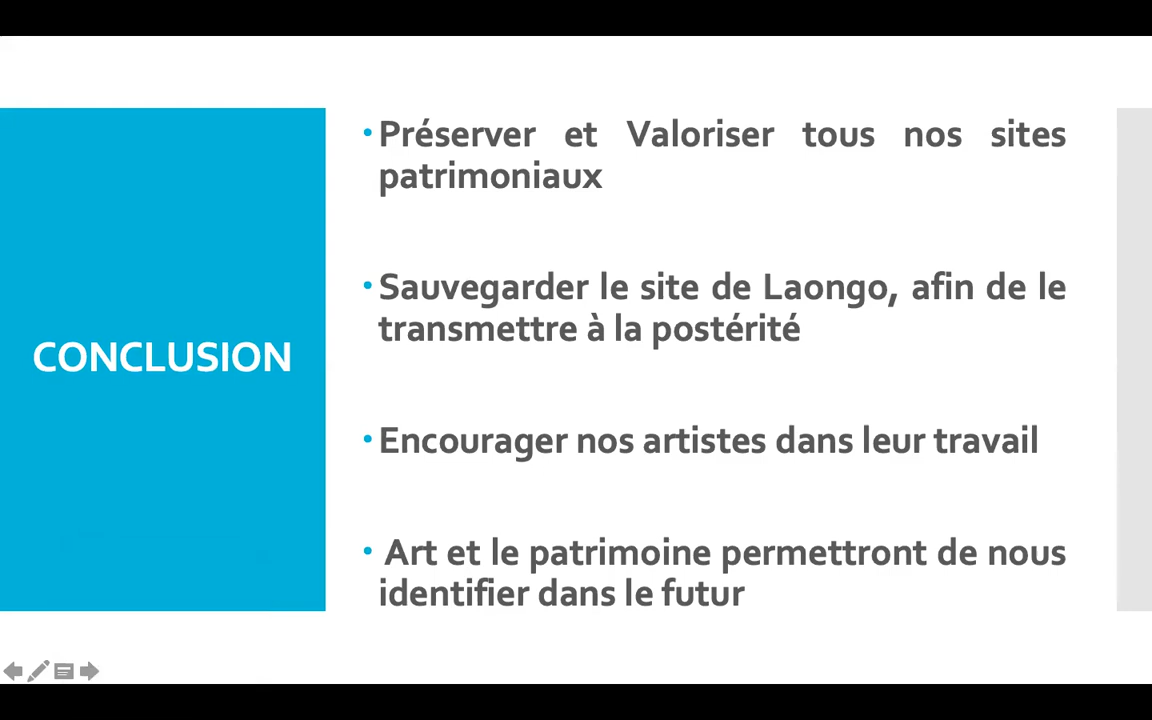 CONCLUSION
• Préserver et Valoriser tous nos sites
patrimoniaux
• Sauvegarder le site de Laongo, afin de le
transmettre à la postérité
• Encourager nos artistes dans leur travail
• Art et le patrimoine permettront de nous
identifier dans le futur